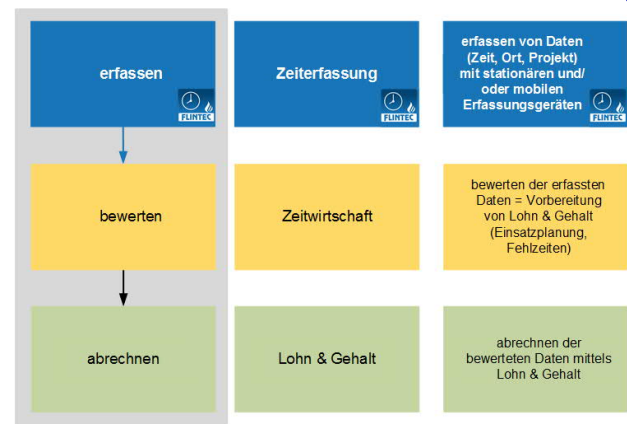 erfassen
FLINTEC
Zeiterfassung
FLINTEC
erfassen von Daten
(Zeit, Ort, Projekt)
mit stationären und/
oder mobilen
Erfassungsgeräten
FLINTEC
bewerten
Zeitwirtschaft
bewerten der erfassten
Daten = Vorbereitung
von Lohn & Gehalt
(Einsatzplanung,
Fehlzeiten)
abrechnen
Lohn & Gehalt
abrechnen der
bewerteten Daten mittels
Lohn & Gehalt